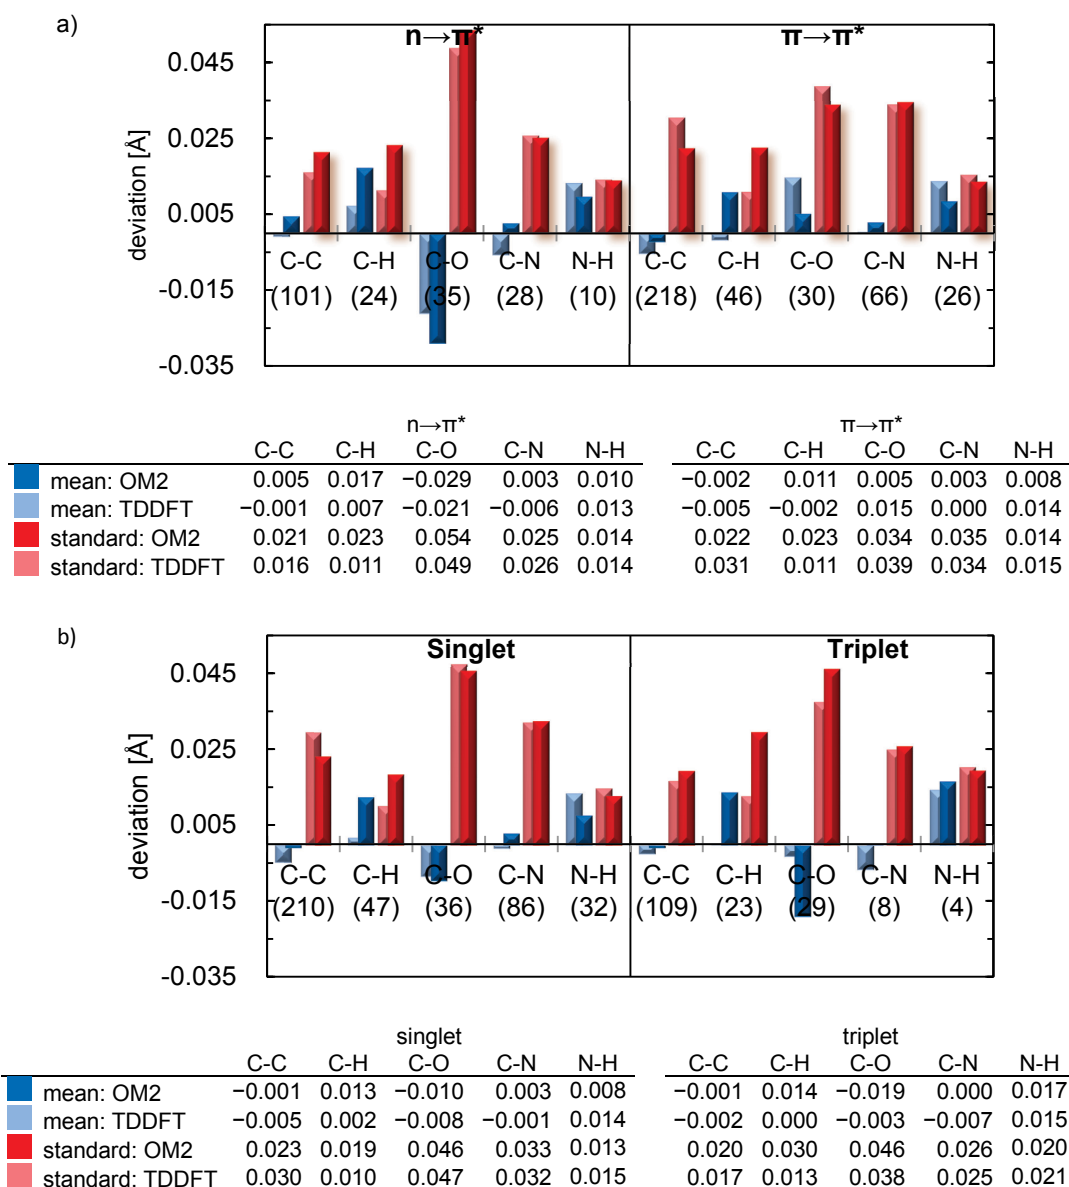 a)
n→π* π→π*
0.045
0.025
0.005
-0.015
-0.035
deviation [Å]
C-C C-H C-O C-N N-H C-C C-H C-O C-N N-H
(101) (24) (35) (28) (10) (218) (46) (30) (66) (26)
n→π* π→π*
C-C C-H C-O C-N N-H C-C C-H C-O C-N N-H
mean: OM2 0.005 0.017 −0.029 0.003 0.010 −0.002 0.011 0.005 0.003 0.008
mean: TDDFT −0.001 0.007 −0.021 −0.006 0.013 −0.005 −0.002 0.015 0.000 0.014
standard: OM2 0.021 0.023 0.054 0.025 0.014 0.022 0.023 0.034 0.035 0.014
standard: TDDFT 0.016 0.011 0.049 0.026 0.014 0.031 0.011 0.039 0.034 0.015
b)
Singlet Triplet
0.045
0.025
0.005
-0.015
-0.035
deviation [Å]
C-C C-H C-O C-N N-H C-C C-H C-O C-N N-H
(210) (47) (36) (86) (32) (109) (23) (29) (8) (4)
singlet triplet
C-C C-H C-O C-N N-H C-C C-H C-O C-N N-H
mean: OM2 −0.001 0.013 −0.010 0.003 0.008 −0.001 0.014 −0.019 0.000 0.017
mean: TDDFT −0.005 0.002 −0.008 −0.001 0.014 −0.002 0.000 −0.003 −0.007 0.015
standard: OM2 0.023 0.019 0.046 0.033 0.013 0.020 0.030 0.046 0.026 0.020
standard: TDDFT 0.030 0.010 0.047 0.032 0.015 0.017 0.013 0.038 0.025 0.021